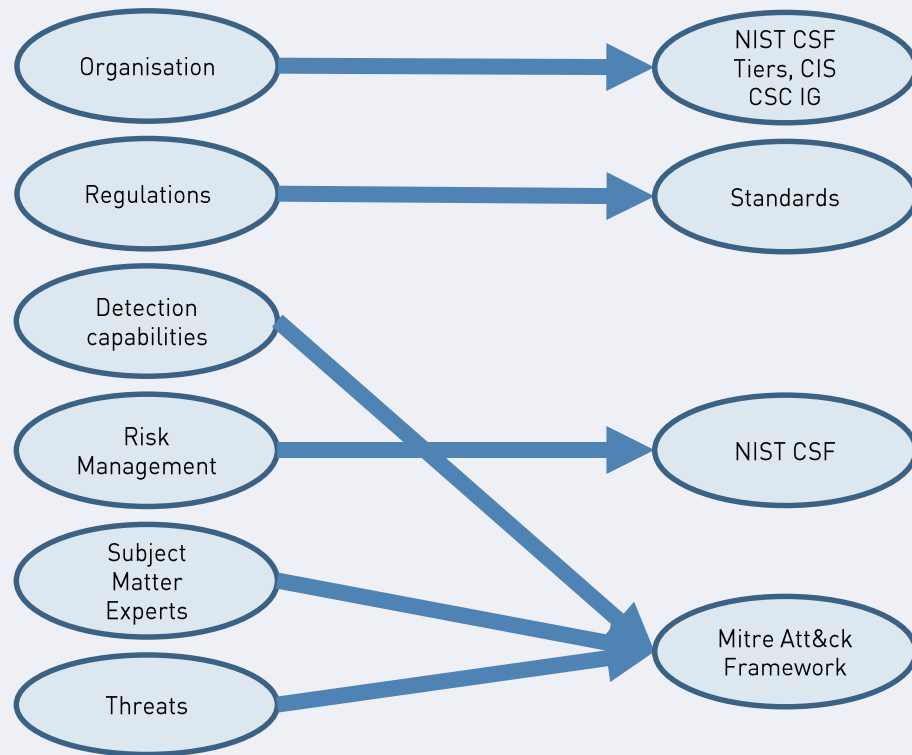 Organisation
NIST CSF
Tiers, CIS
CSC IG
Regulations
Standards
Detection
capabilities
Risk
Management
NIST CSF
Subject
Matter
Experts
Mitre Att&ck
Framework
Threats